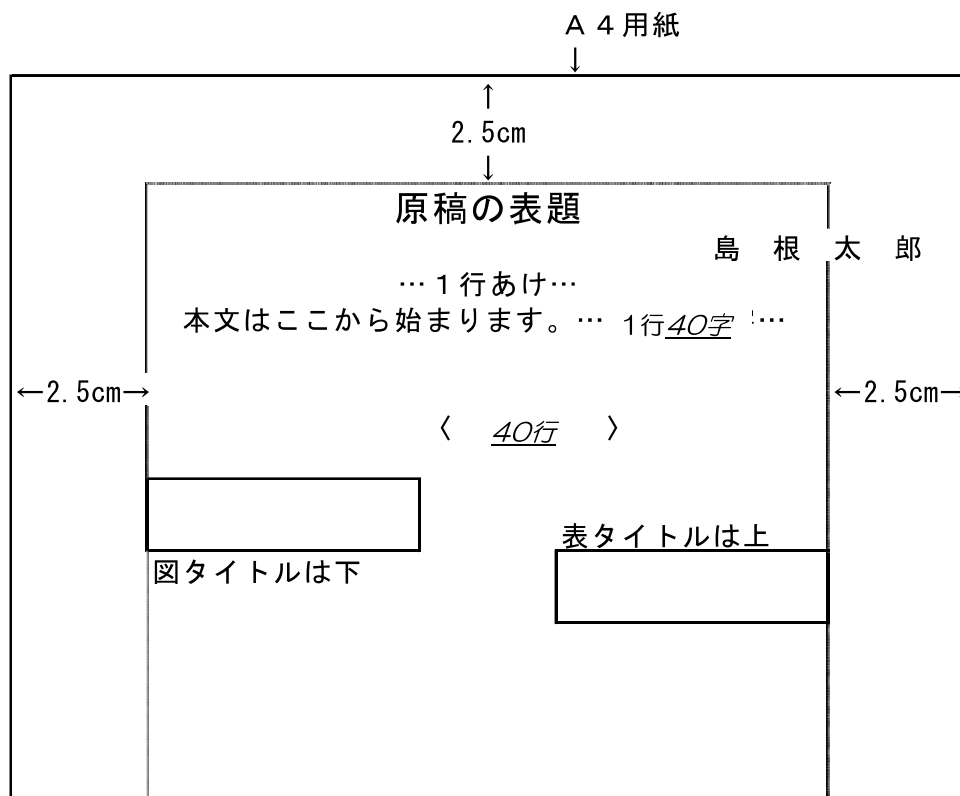 Ａ４用紙
↓
↑
2.5cm
↓
原稿の表題
島　根　太　郎
…１行あけ…
本文はここから始まります。… 1行40字 …
←2.5cm→
←2.5cm→
〈　40行　〉
表タイトルは上
図タイトルは下